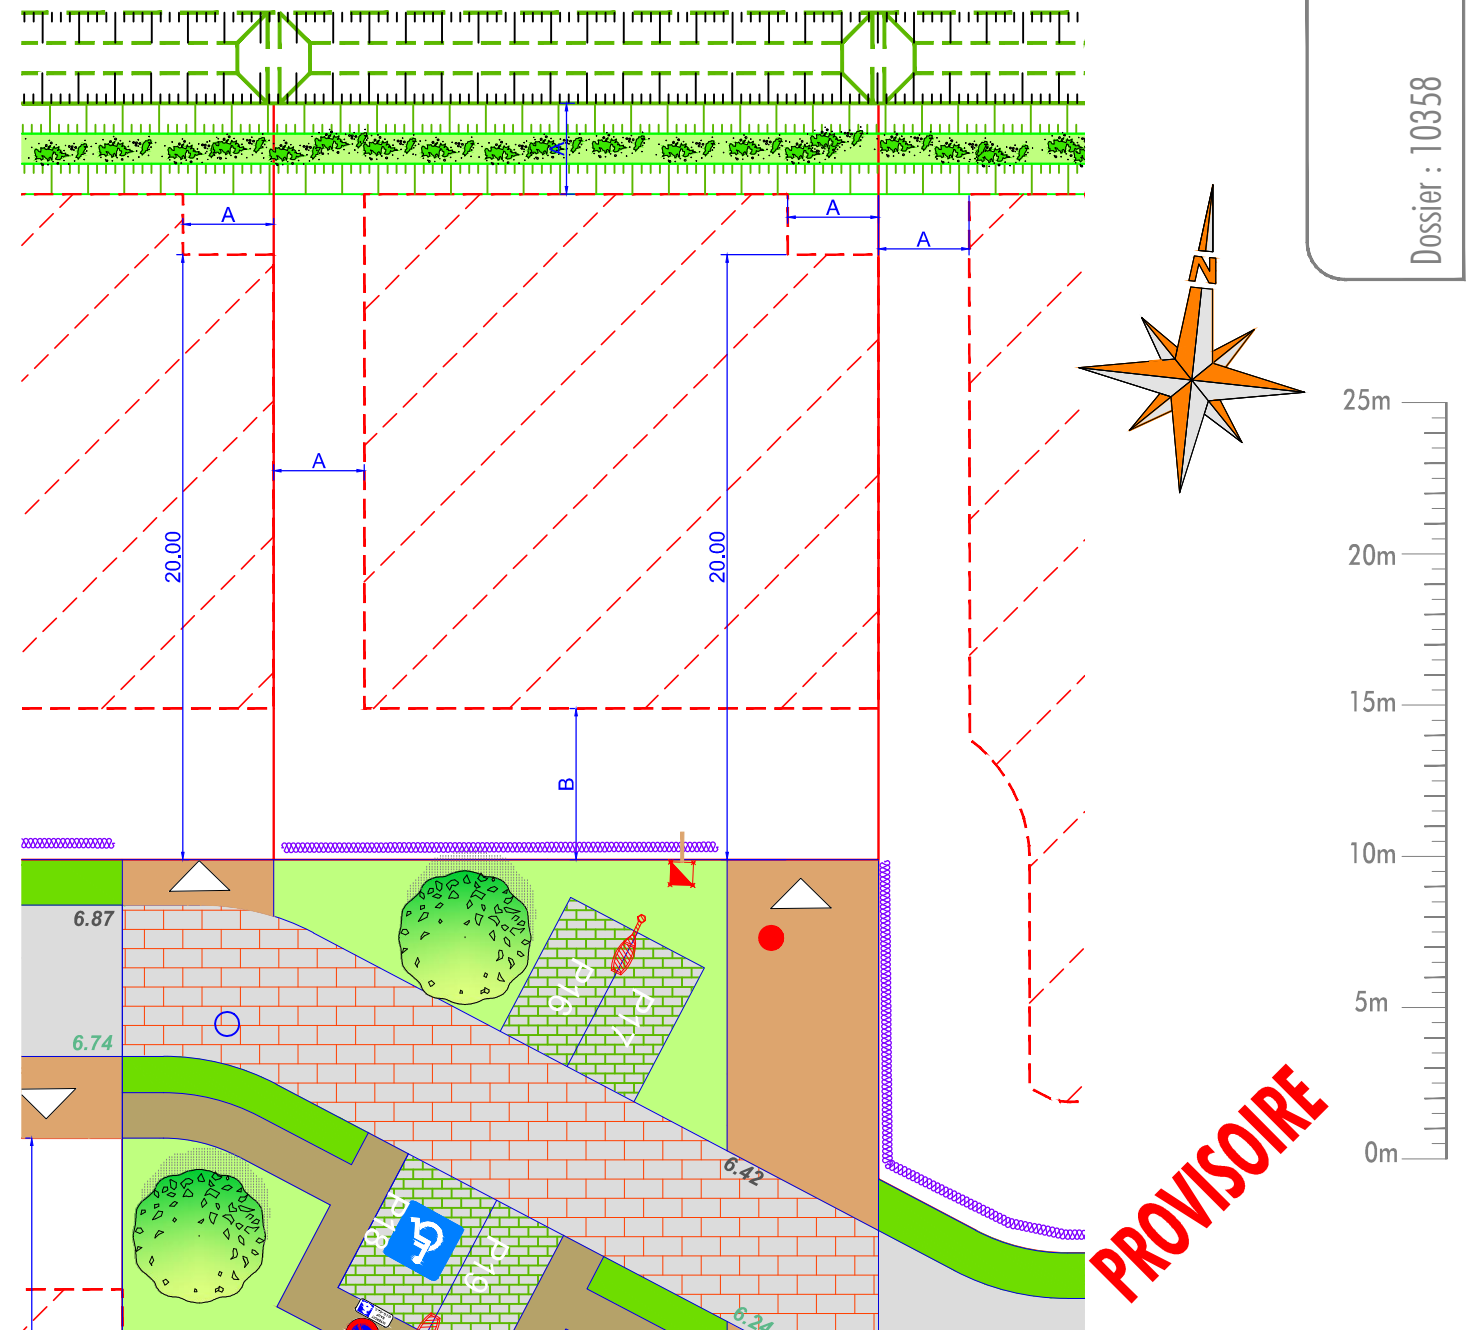 Dossier : 10358
A
A
A
A
N
A
20.00
20.00
B
25m
20m
15m
10m
5m
0m
6.87
6.74
P16
P17
6.42
P18
P19
6.24
PROVISOIRE